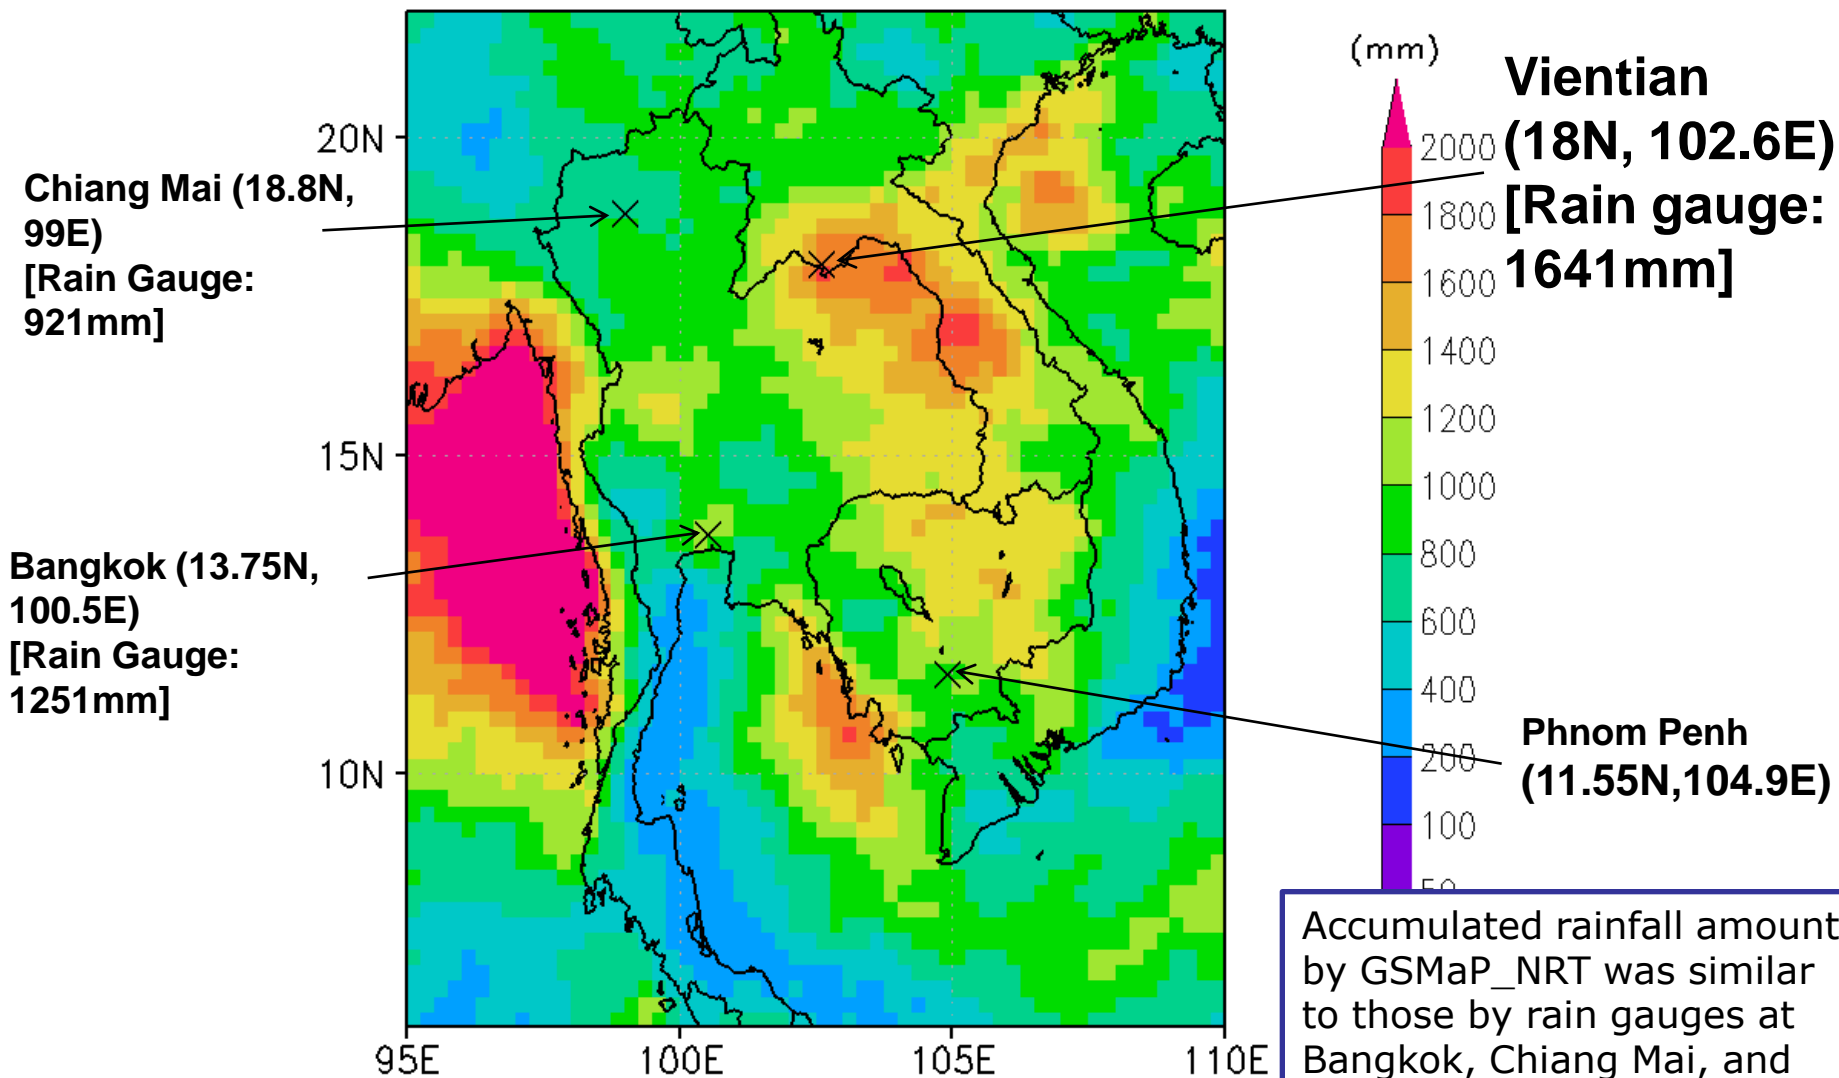 (mm)
Vientian
(18N, 102.6E)
[Rain gauge:
1641mm]
Chiang Mai (18.8N,
99E)
[Rain Gauge:
921mm]
Bangkok (13.75N,
100.5E)
[Rain Gauge:
1251mm]
Phnom Penh
(11.55N,104.9E)
20N
15N
10N
95E
100E
105E
110E
2000
1800
1600
1400
1200
1000
800
600
400
200
100
Accumulated rainfall amount
by GSMaP_NRT was similar
to those by rain gauges at
Bangkok, Chiang Mai, and